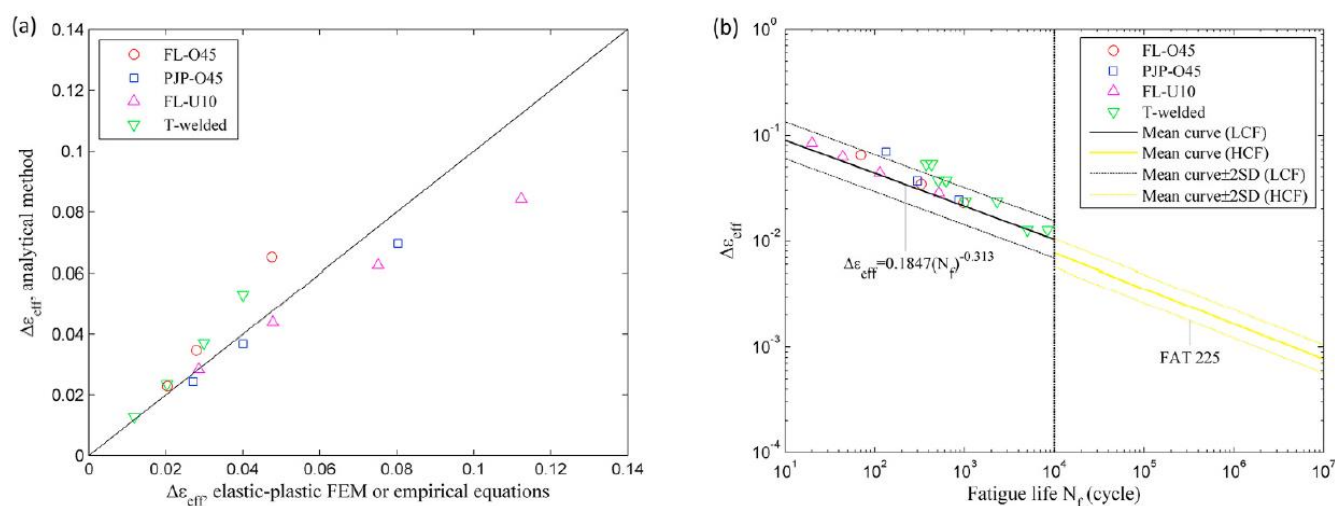 (a)
0.14
0.12
0.1
0.08
0.06
0.04
0.02
0
Δε_eff, analytical method
FL-O45
PJP-O45
FL-U10
T-welded
0 0.02 0.04 0.06 0.08 0.1 0.12 0.14
Δε_eff, elastic-plastic FEM or empirical equations
(b)
10^0
10^-1
10^-2
10^-3
10^-4
Δε_eff
FL-O45
PJP-O45
FL-U10
T-welded
Mean curve (LCF)
Mean curve (HCF)
Mean curve±2SD (LCF)
Mean curve±2SD (HCF)
Δε_eff=0.1847(N_f)^-0.313
FAT 225
10^1 10^2 10^3 10^4 10^5 10^6 10^7
Fatigue life N_f (cycle)